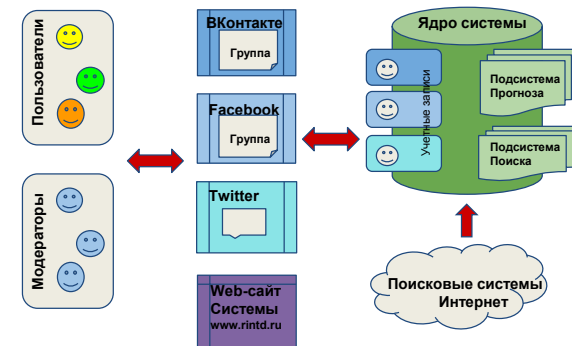 Пользователи
Модераторы
ВКонтакте
Группа
Facebook
Группа
Twitter
Web-сайт
Системы
www.rintd.ru
Ядро системы
Учетные записи
Подсистема
Прогноза
Подсистема
Поиска
Поисковые системы
Интернет